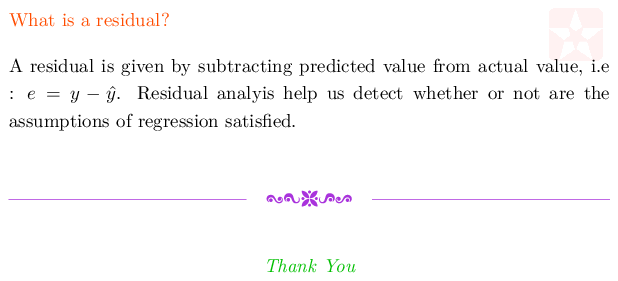 What is a residual?
A residual is given by subtracting predicted value from actual value, i.e
: e = y − ŷ. Residual analyis help us detect whether or not are the
assumptions of regression satisfied.
Thank You